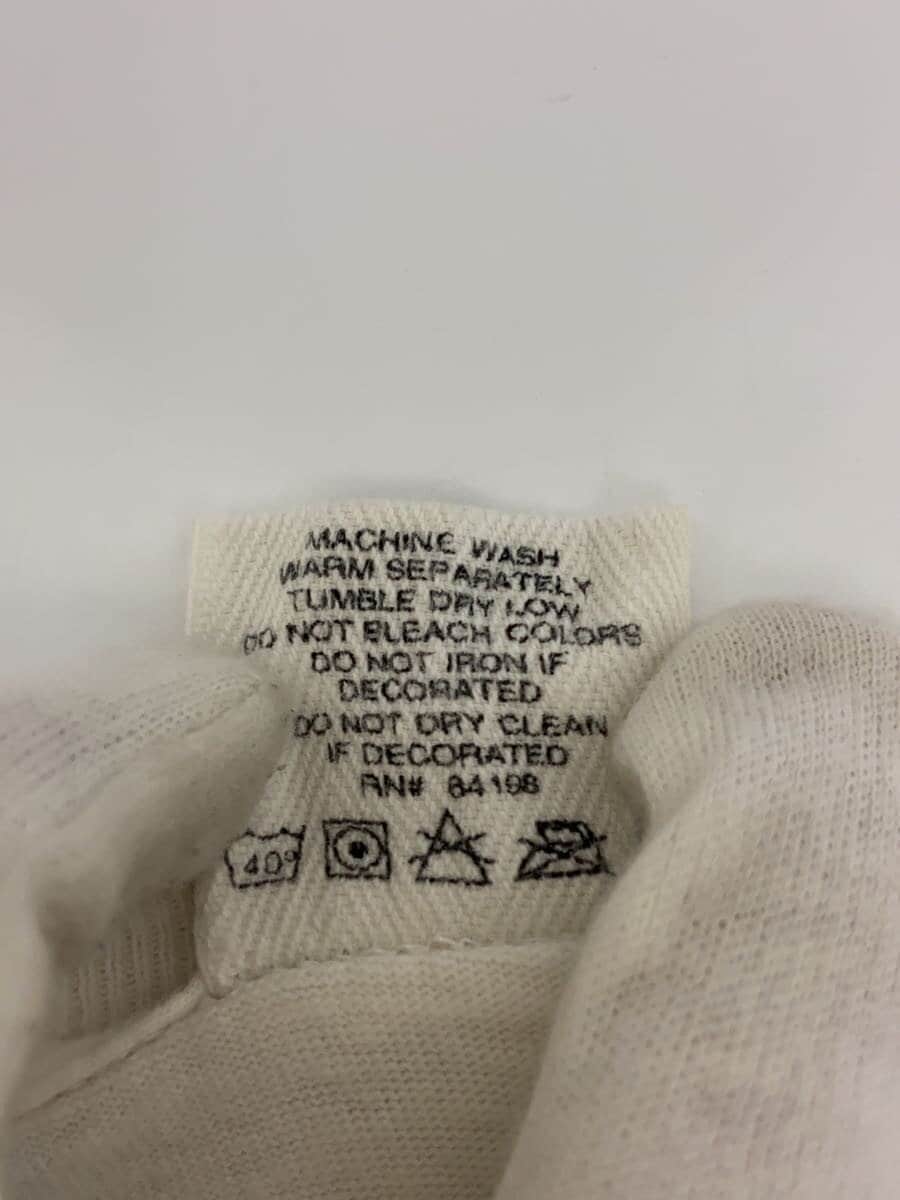 MACHINE WASH
WARM SEPARATELY
TUMBLE DRY LOW
DO NOT BLEACH COLORS
DO NOT IRON IF
DECORATED
DO NOT DRY CLEAN
IF DECORATED
RN# 84198
40°